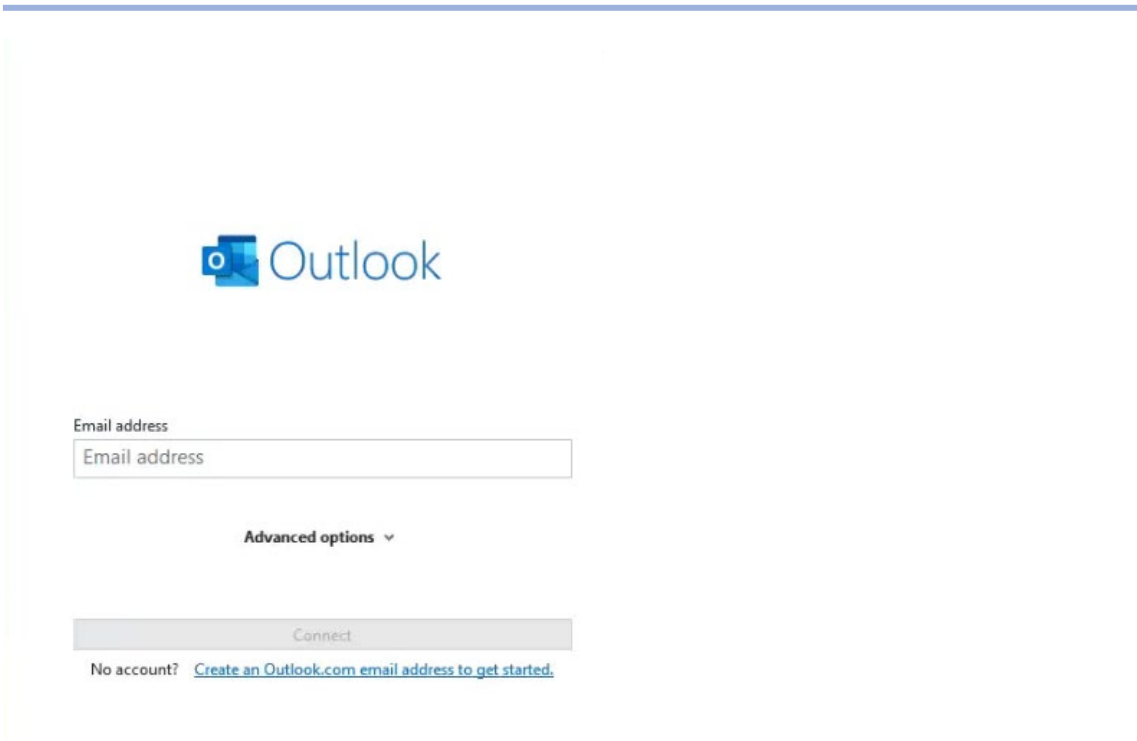 Outlook
Email address
Email address
Advanced options
Connect
No account? Create an Outlook.com email address to get started.